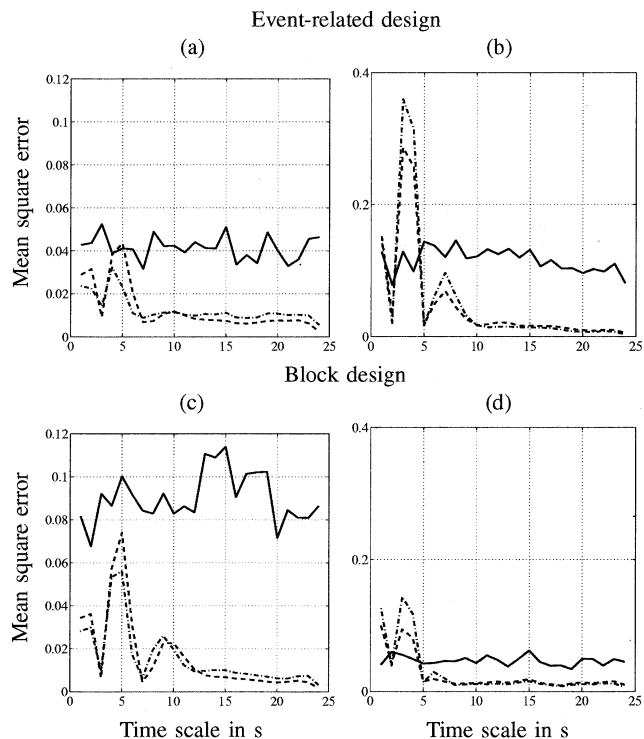 Event-related design
(a)
(b)
0.12
0.1
0.08
0.06
0.04
0.02
0
Mean square error
0 5 10 15 20 25
0.4
0.2
0
0 5 10 15 20 25
Block design
(c)
(d)
0.12
0.1
0.08
0.06
0.04
0.02
0
Mean square error
0 5 10 15 20 25
Time scale in s
0.4
0.2
0
0 5 10 15 20 25
Time scale in s